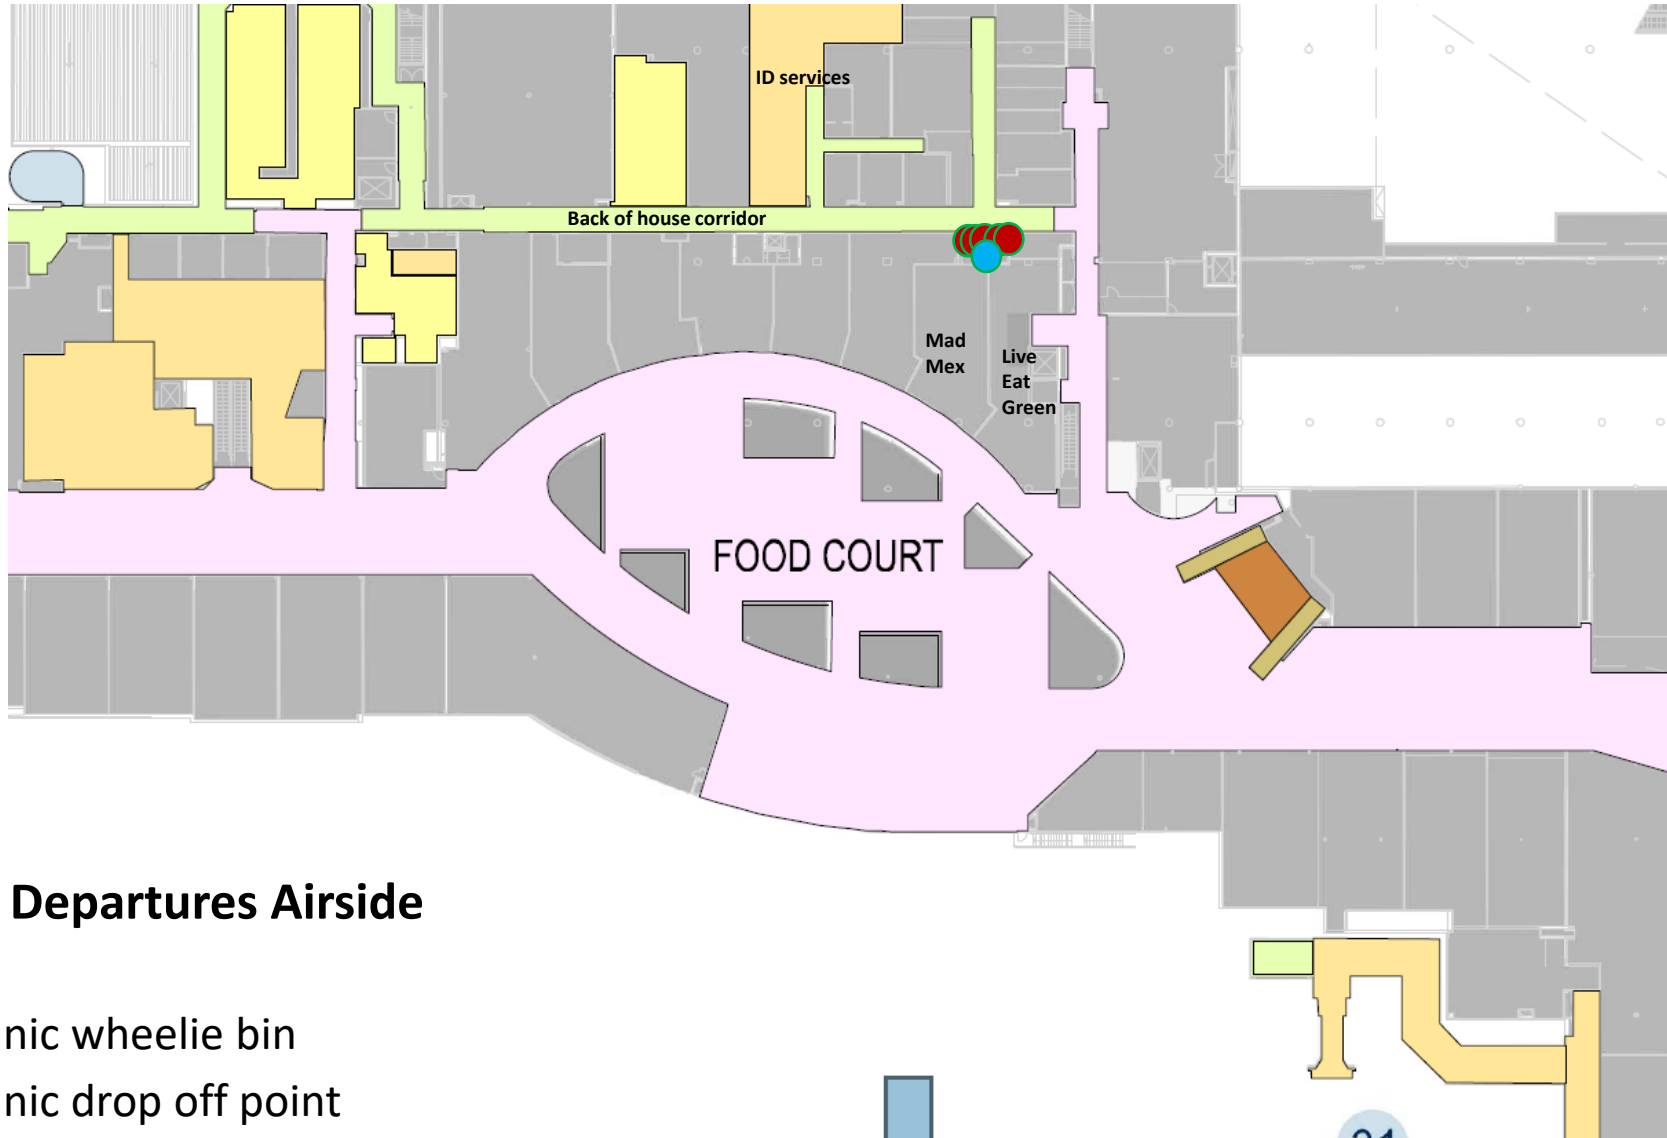 ID services
Back of house corridor
Mad
Mex
Live
Eat
Green
FOOD COURT
Departures Airside
nic wheelie bin
nic drop off point